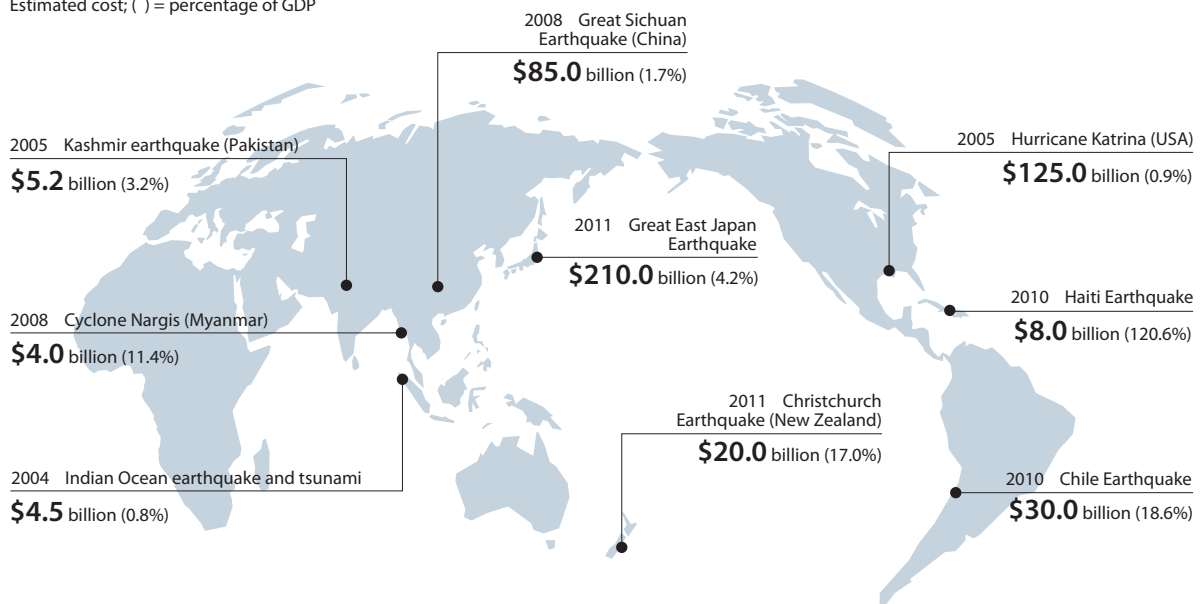 Estimated cost; ( ) = percentage of GDP
2008 Great Sichuan
Earthquake (China)
$85.0 billion (1.7%)
2005 Kashmir earthquake (Pakistan)
$5.2 billion (3.2%)
2005 Hurricane Katrina (USA)
$125.0 billion (0.9%)
2011 Great East Japan
Earthquake
$210.0 billion (4.2%)
2008 Cyclone Nargis (Myanmar)
$4.0 billion (11.4%)
2010 Haiti Earthquake
$8.0 billion (120.6%)
2011 Christchurch
Earthquake (New Zealand)
$20.0 billion (17.0%)
2004 Indian Ocean earthquake and tsunami
$4.5 billion (0.8%)
2010 Chile Earthquake
$30.0 billion (18.6%)